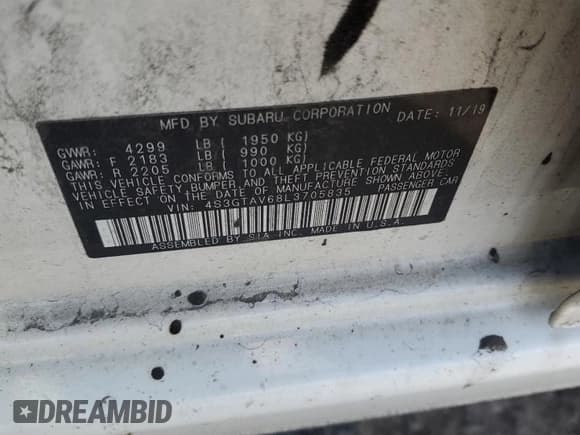 MFD BY SUBARU CORPORATION DATE: 11/19
GVWR: 4299 LB ( 1950 KG)
GAWR: F 2183 LB ( 990 KG)
GAWR: R 2205 LB ( 1000 KG)
THIS VEHICLE CONFORMS TO ALL APPLICABLE FEDERAL MOTOR
VEHICLE SAFETY, BUMPER, AND THEFT PREVENTION STANDARDS
IN EFFECT ON THE DATE OF MANUFACTURE SHOWN ABOVE.
VIN: 4S3GTAV68L3705835 PASSENGER CAR
ASSEMBLED BY SIA INC. MADE IN U.S.A.
DREAMBID